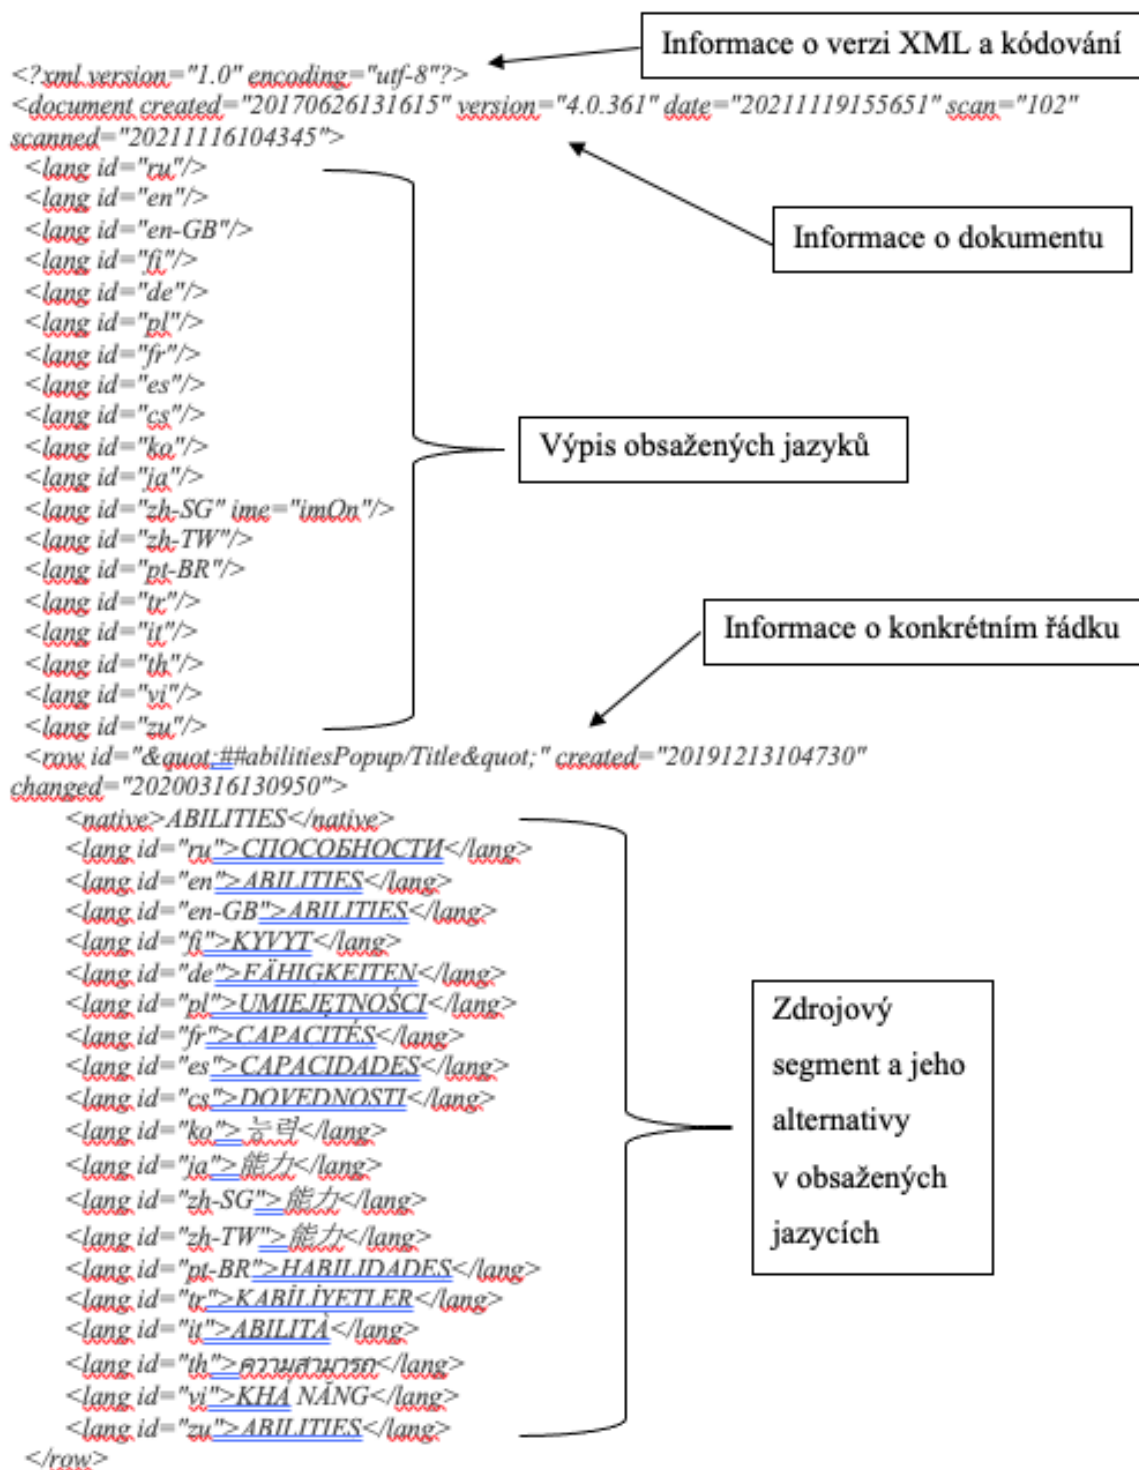 Informace o verzi XML a kódování
<?xml version="1.0" encoding="utf-8"?>
<document created="20170626131615" version="4.0.361" date="20211119155651" scan="102"
scanned="20211116104345">
<lang id="ru"/>
<lang id="en"/>
<lang id="en-GB"/>
Informace o dokumentu
<lang id="fi"/>
<lang id="de"/>
<lang id="pl"/>
<lang id="fr"/>
<lang id="es"/>
<lang id="cs"/>
<lang id="ko"/>
Výpis obsažených jazyků
<lang id="ja"/>
<lang id="zh-SG" ime="imOn"/>
<lang id="zh-TW"/>
<lang id="pt-BR"/>
<lang id="tr"/>
<lang id="it"/>
Informace o konkrétním řádku
<lang id="th"/>
<lang id="vi"/>
<lang id="zu"/>
<row id="&quot;##abilitiesPopup/Title&quot;" created="20191213104730"
changed="20200316130950">
<native>ABILITIES</native>
<lang id="ru">СПОСОБНОСТИ</lang>
<lang id="en">ABILITIES</lang>
<lang id="en-GB">ABILITIES</lang>
<lang id="fi">KYVYT</lang>
<lang id="de">FÄHIGKEITEN</lang>
<lang id="pl">UMIEJĘTNOŚCI</lang>
<lang id="fr">CAPACITÉS</lang>
<lang id="es">CAPACIDADES</lang>
<lang id="cs">DOVEDNOSTI</lang>
<lang id="ko">능력</lang>
<lang id="ja">能力</lang>
<lang id="zh-SG">能力</lang>
<lang id="zh-TW">能力</lang>
<lang id="pt-BR">HABILIDADES</lang>
<lang id="tr">KABİLİYETLER</lang>
<lang id="it">ABILITÀ</lang>
<lang id="th">ความสามารถ</lang>
<lang id="vi">KHẢ NĂNG</lang>
<lang id="zu">ABILITIES</lang>
</row>
Zdrojový
segment a jeho
alternativy
v obsažených
jazycích